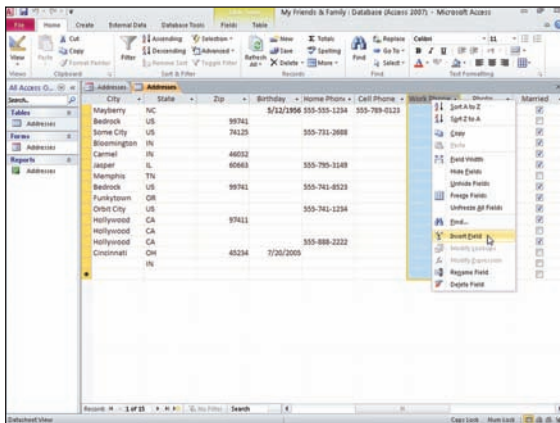 My Friends & Family : Database (Access 2007) - Microsoft Access
File Home Create External Data Database Tools Fields Table
View Paste Cut Copy Format Painter Filter Ascending Descending Remove Sort Selection Advanced Toggle Filter Refresh All New Save Delete Totals Spelling More Find Replace Go To Select Calibri 11
Views Clipboard Sort & Filter Records Find Text Formatting
All Access O... Addresses Addresses
Search...
Tables
Addresses
Forms
Addresses
Reports
Addresses
City State Zip Birthday Home Phone Cell Phone Work Phone Photo Married
Mayberry NC 5/12/1956 555-555-1234 555-789-0123
Bedrock US 99741
Some City US 74125 555-731-2688
Bloomington IN
Carmel IN 46032
Jasper IL 60663 555-795-3149
Memphis TN
Bedrock US 99741 555-741-8523
Funkytown OR
Orbit City US 555-741-1234
Hollywood CA 97411
Hollywood CA
Hollywood CA 555-888-2222
Cincinnati OH 45234 7/20/2005
IN
Sort A to Z
Sort Z to A
Copy
Paste
Field Width
Hide Fields
Unhide Fields
Freeze Fields
Unfreeze All Fields
Find...
Insert Field
Modify Lookups
Modify Expression
Rename Field
Delete Field
Record: 1 of 15 No Filter Search
Datasheet View Caps Lock Num Lock